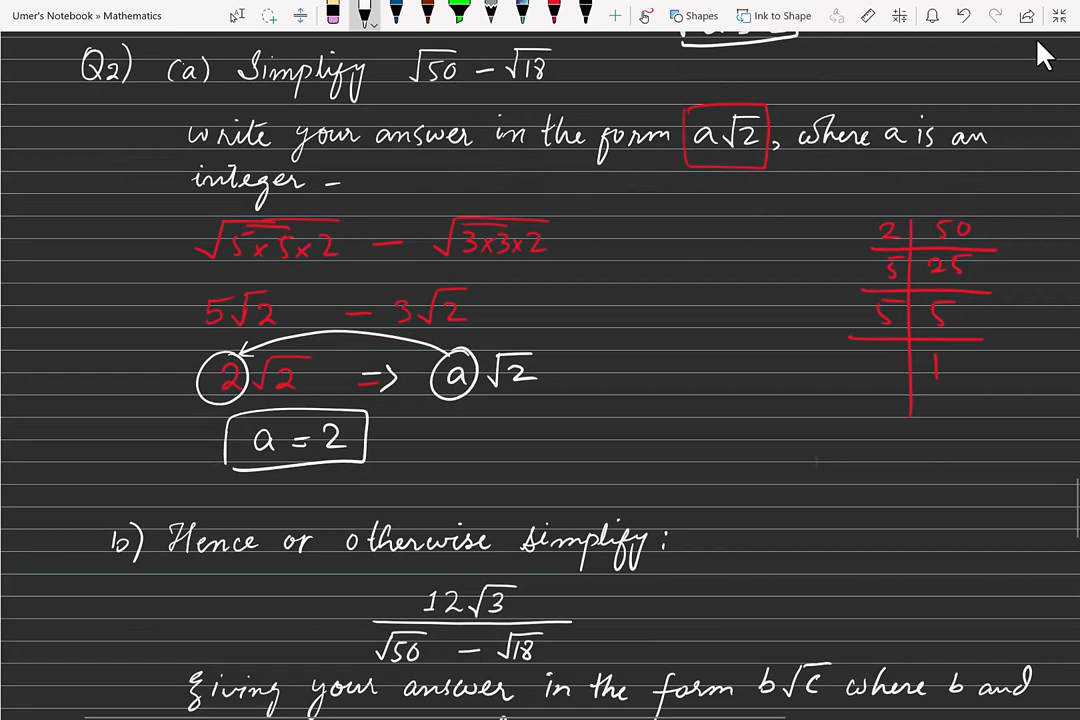 Umer's Notebook » Mathematics
Shapes
Ink to Shape
Q2) (a) Simplify √50 – √18
write your answer in the form a√2, where a is an
integer –
√5×5×2 – √3×3×2
5√2 – 3√2
2√2 => a√2
a = 2
2 | 50
5 | 25
5 | 5
1
b) Hence or otherwise simplify:
12√3
√50 – √18
giving your answer in the form b√c where b and